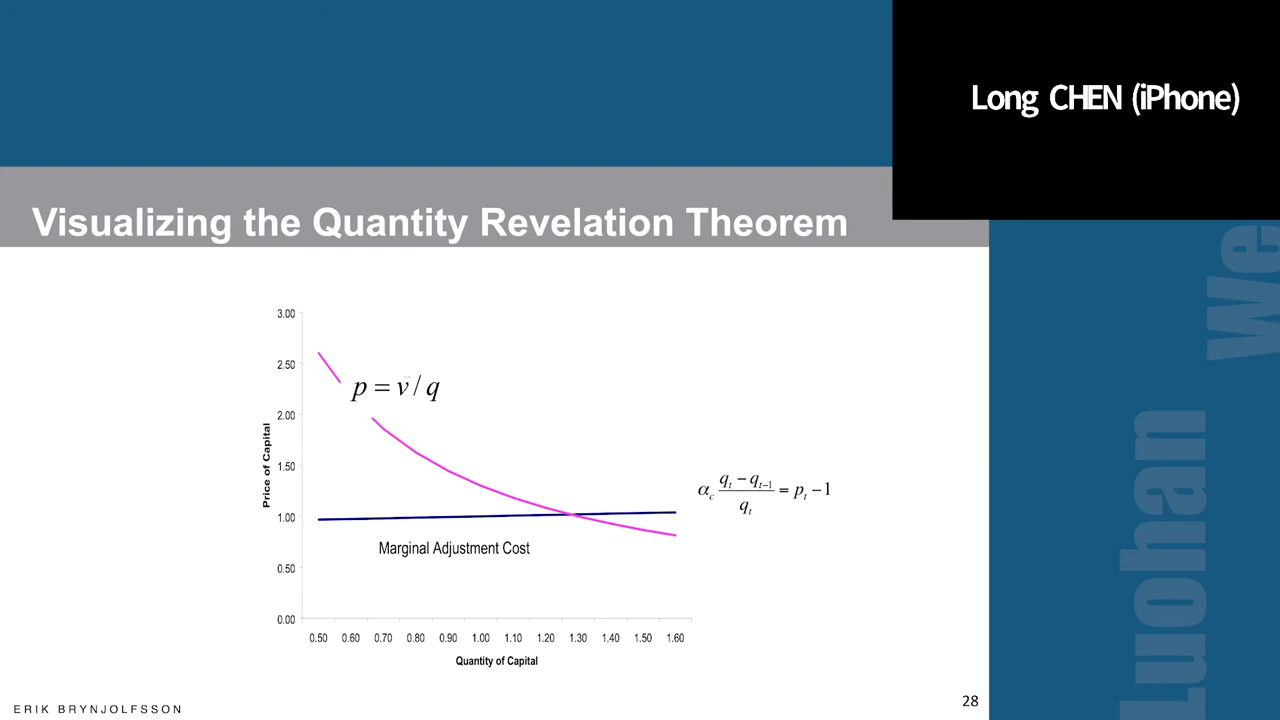 Long CHEN (iPhone)
Visualizing the Quantity Revelation Theorem
We
Luohan
3.00
2.50
2.00
1.50
1.00
0.50
0.00
Price of Capital
p = v / q
α_c (q_t − q_{t−1}) / q_t = p_t − 1
Marginal Adjustment Cost
0.50 0.60 0.70 0.80 0.90 1.00 1.10 1.20 1.30 1.40 1.50 1.60
Quantity of Capital
ERIK BRYNJOLFSSON
28